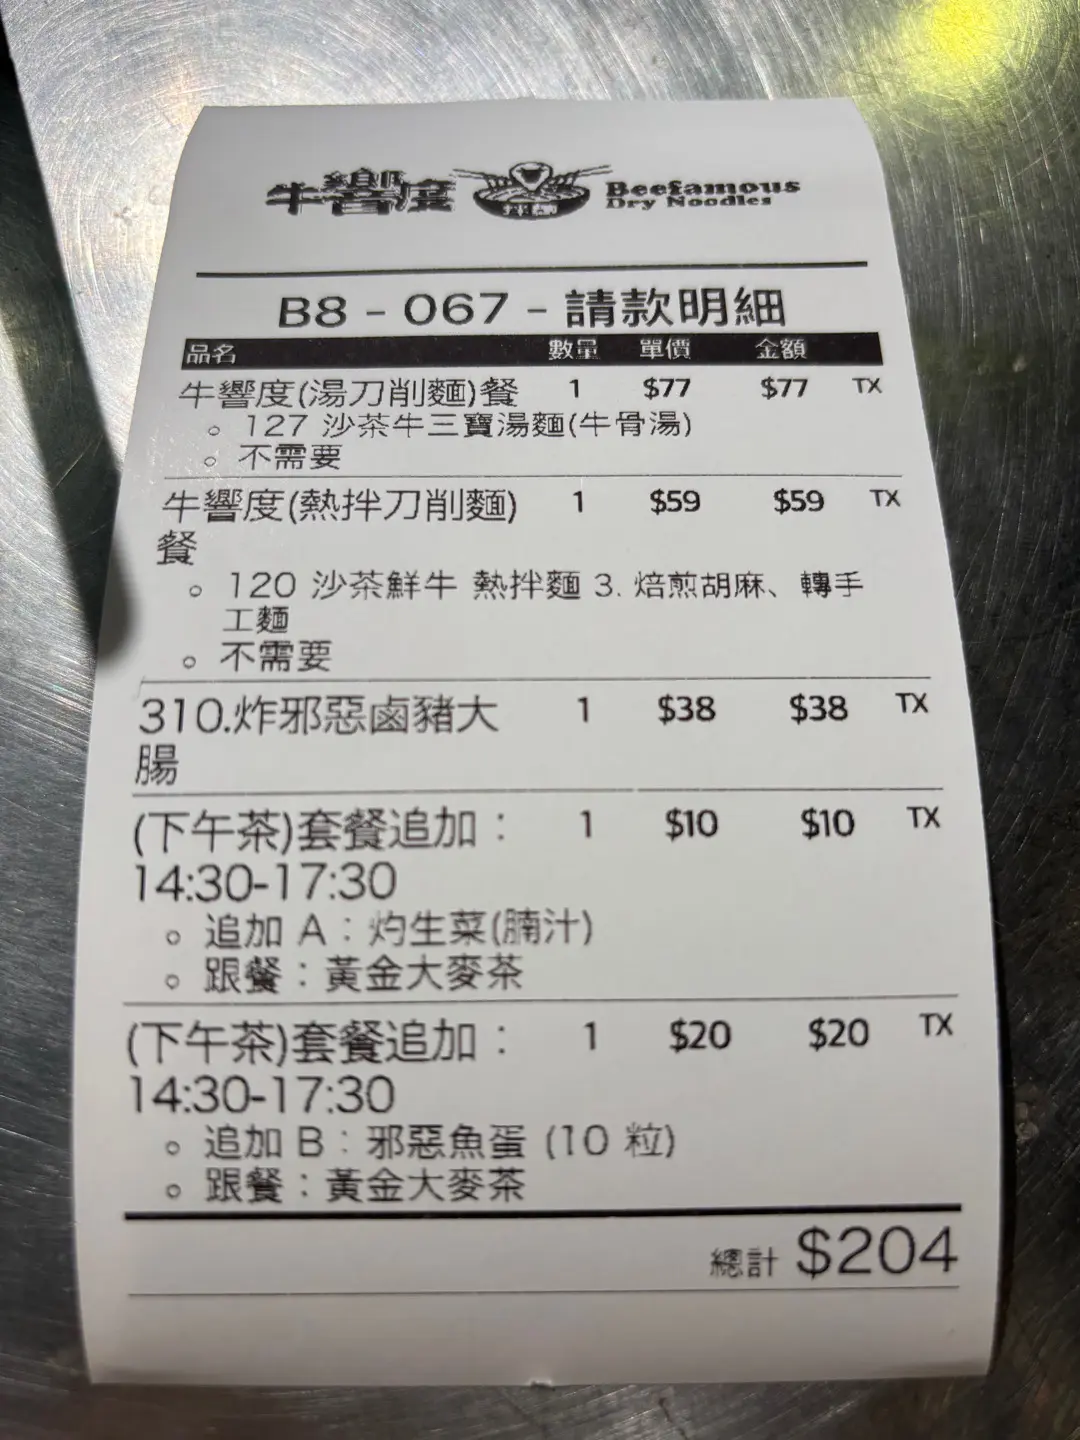 牛響度 Beefamous
Dry Noodles
B8 - 067 - 請款明細
品名 數量 單價 金額
牛響度(湯刀削麵)餐 1 $77 $77 TX
。 127 沙茶牛三寶湯麵(牛骨湯)
。 不需要
牛響度(熱拌刀削麵) 1 $59 $59 TX
餐
。 120 沙茶鮮牛 熱拌麵 3. 焙煎胡麻、轉手
工麵
。 不需要
310.炸邪惡鹵豬大 1 $38 $38 TX
腸
(下午茶)套餐追加： 1 $10 $10 TX
14:30-17:30
。 追加 A：灼生菜(腩汁)
。 跟餐：黃金大麥茶
(下午茶)套餐追加： 1 $20 $20 TX
14:30-17:30
。 追加 B：邪惡魚蛋 (10 粒)
。 跟餐：黃金大麥茶
總計 $204